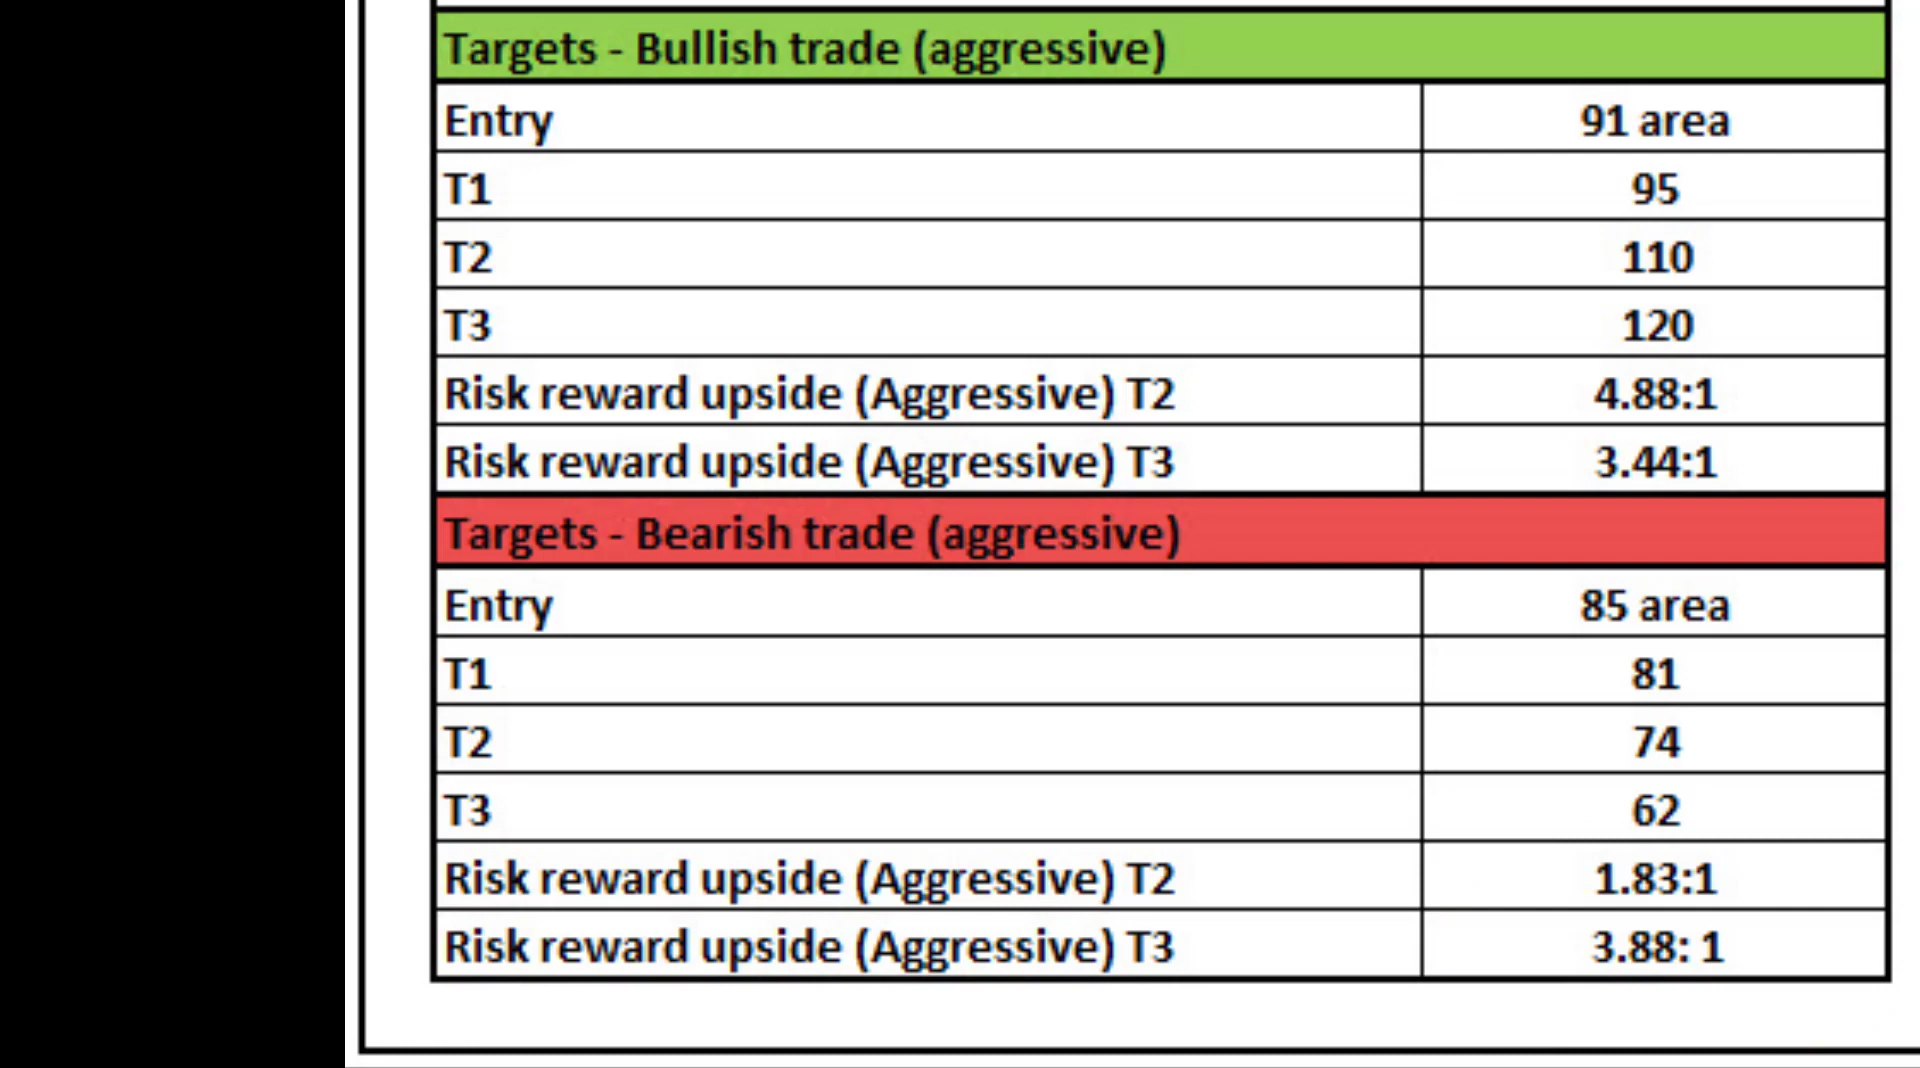 Targets - Bullish trade (aggressive)
Entry 91 area
T1 95
T2 110
T3 120
Risk reward upside (Aggressive) T2 4.88:1
Risk reward upside (Aggressive) T3 3.44:1
Targets - Bearish trade (aggressive)
Entry 85 area
T1 81
T2 74
T3 62
Risk reward upside (Aggressive) T2 1.83:1
Risk reward upside (Aggressive) T3 3.88: 1